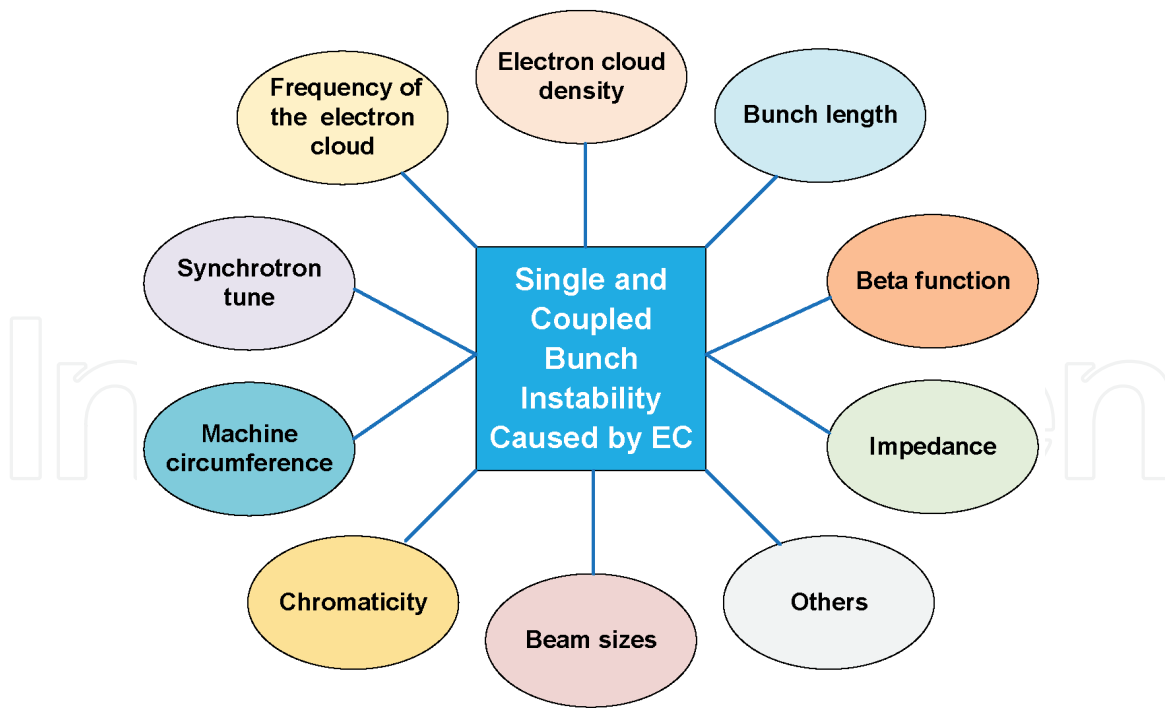 Electron cloud
density
Frequency of
the electron
cloud
Bunch length
Synchrotron
tune
Beta function
Single and
Coupled
Bunch
Instability
Caused by EC
Machine
circumference
Impedance
Chromaticity
Others
Beam sizes